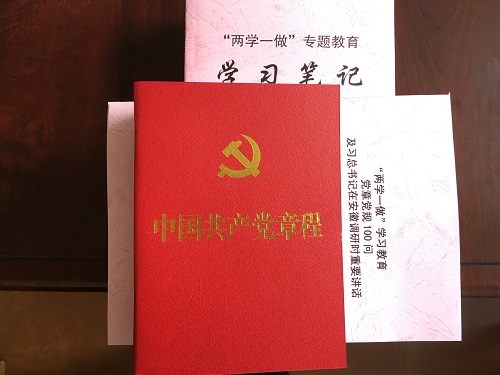 “两学一做”专题教育
学习笔记
中国共产党章程
“两学一做”学习教育
党章党规100问
及习总书记在安徽调研时重要讲话